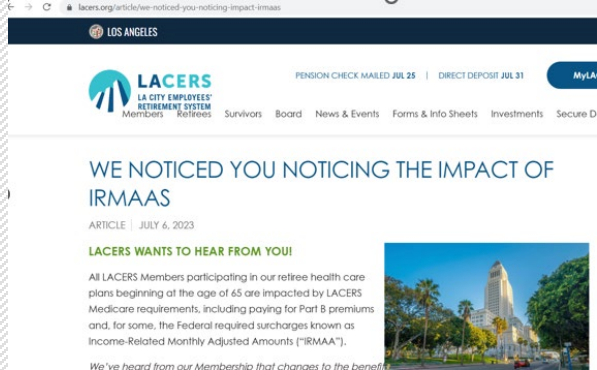 lacers.org/article/we-noticed-you-noticing-impact-irmaas
LOS ANGELES
LACERS
LA CITY EMPLOYEES'
RETIREMENT SYSTEM
PENSION CHECK MAILED JUL 25 | DIRECT DEPOSIT JUL 31
MyLA
Members Retirees Survivors Board News & Events Forms & Info Sheets Investments Secure D
WE NOTICED YOU NOTICING THE IMPACT OF
IRMAAS
ARTICLE | JULY 6, 2023
LACERS WANTS TO HEAR FROM YOU!
All LACERS Members participating in our retiree health care
plans beginning at the age of 65 are impacted by LACERS
Medicare requirements, including paying for Part B premiums
and, for some, the Federal required surcharges known as
Income-Related Monthly Adjusted Amounts ("IRMAA").
We've heard from our Membership that changes to the benefit